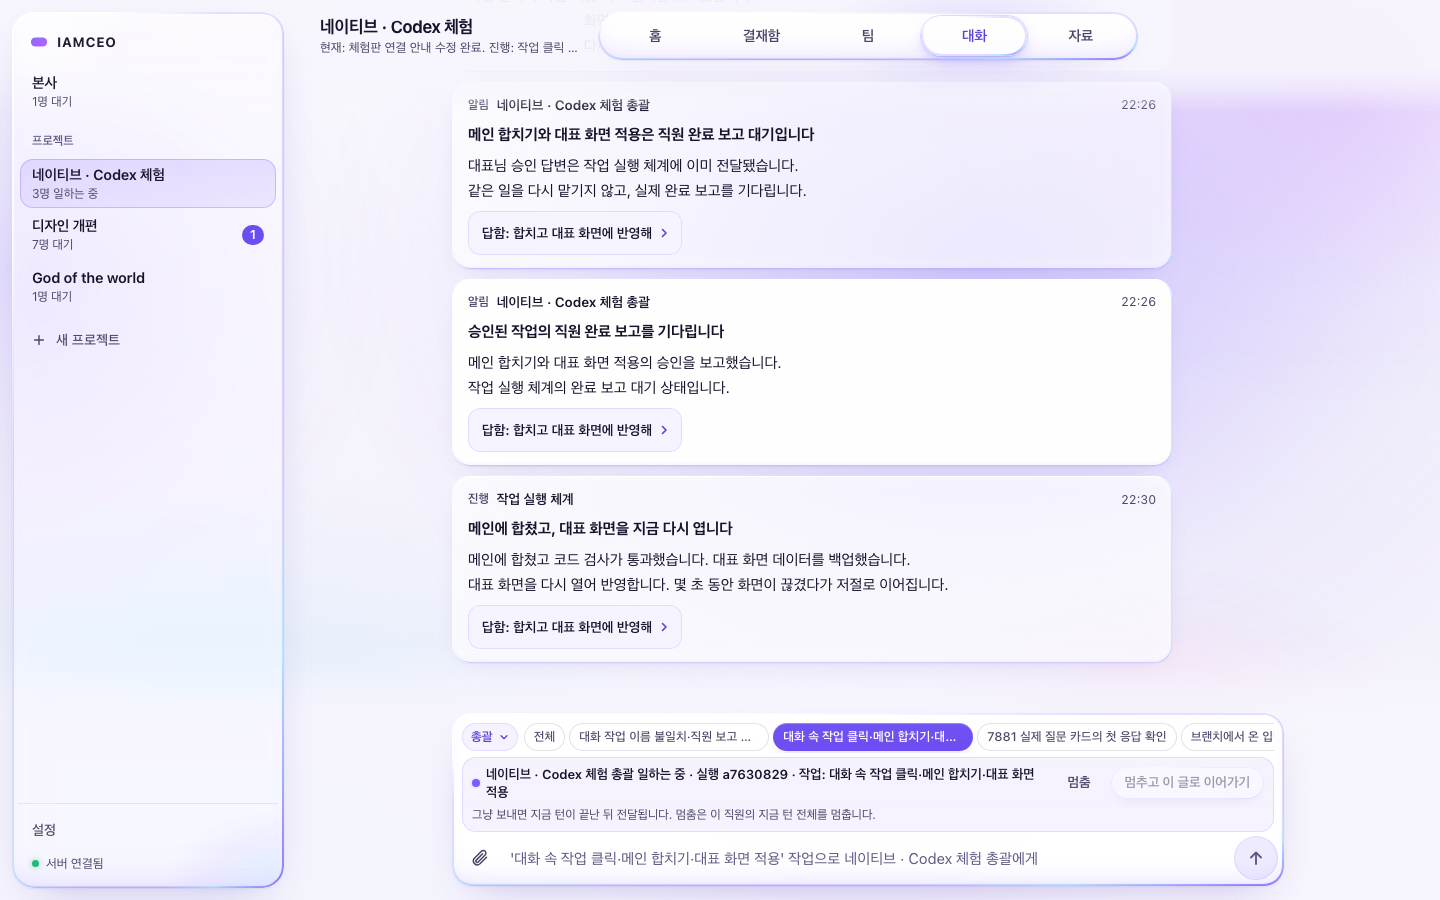 IAMCEO
본사
1명 대기
프로젝트
네이티브 · Codex 체험
3명 일하는 중
디자인 개편
7명 대기
1
God of the world
1명 대기
새 프로젝트
설정
서버 연결됨
네이티브 · Codex 체험
현재: 체험판 연결 안내 수정 완료. 진행: 작업 클릭 ...
홈
결재함
팀
대화
자료
알림 네이티브 · Codex 체험 총괄 22:26
메인 합치기와 대표 화면 적용은 직원 완료 보고 대기입니다
대표님 승인 답변은 작업 실행 체계에 이미 전달됐습니다.
같은 일을 다시 맡기지 않고, 실제 완료 보고를 기다립니다.
답함: 합치고 대표 화면에 반영해
알림 네이티브 · Codex 체험 총괄 22:26
승인된 작업의 직원 완료 보고를 기다립니다
메인 합치기와 대표 화면 적용의 승인을 보고했습니다.
작업 실행 체계의 완료 보고 대기 상태입니다.
답함: 합치고 대표 화면에 반영해
진행 작업 실행 체계 22:30
메인에 합쳤고, 대표 화면을 지금 다시 엽니다
메인에 합쳤고 코드 검사가 통과했습니다. 대표 화면 데이터를 백업했습니다.
대표 화면을 다시 열어 반영합니다. 몇 초 동안 화면이 끊겼다가 저절로 이어집니다.
답함: 합치고 대표 화면에 반영해
총괄
전체
대화 작업 이름 불일치·직원 보고 ...
대화 속 작업 클릭·메인 합치기·대...
7881 실제 질문 카드의 첫 응답 확인
브랜치에서 온 입
네이티브 · Codex 체험 총괄 일하는 중 · 실행 a7630829 · 작업: 대화 속 작업 클릭·메인 합치기·대표 화면
적용
멈춤
멈추고 이 글로 이어가기
그냥 보내면 지금 턴이 끝난 뒤 전달됩니다. 멈춤은 이 직원의 지금 턴 전체를 멈춥니다.
'대화 속 작업 클릭·메인 합치기·대표 화면 적용' 작업으로 네이티브 · Codex 체험 총괄에게